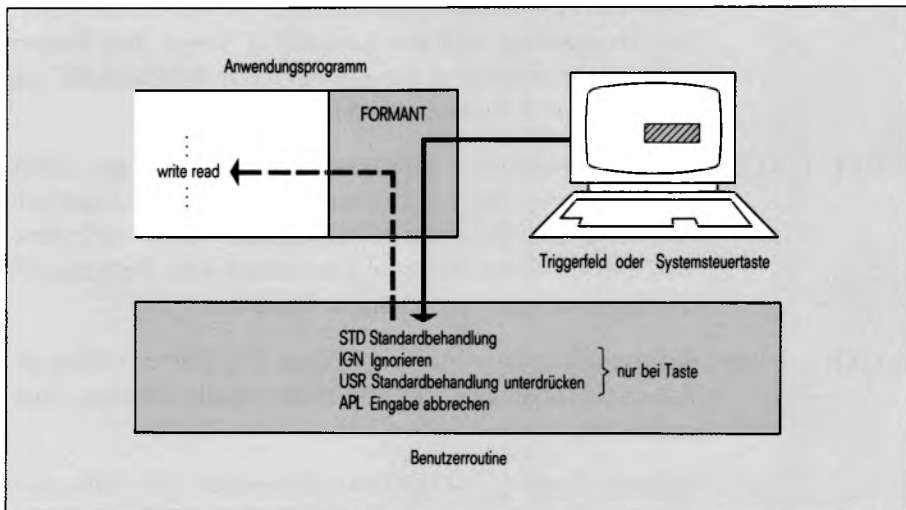 Anwendungsprogramm
FORMANT
write read
Triggerfeld oder Systemsteuertaste
STD Standardbehandlung
IGN Ignorieren
USR Standardbehandlung unterdrücken
nur bei Taste
APL Eingabe abbrechen
Benutzerroutine